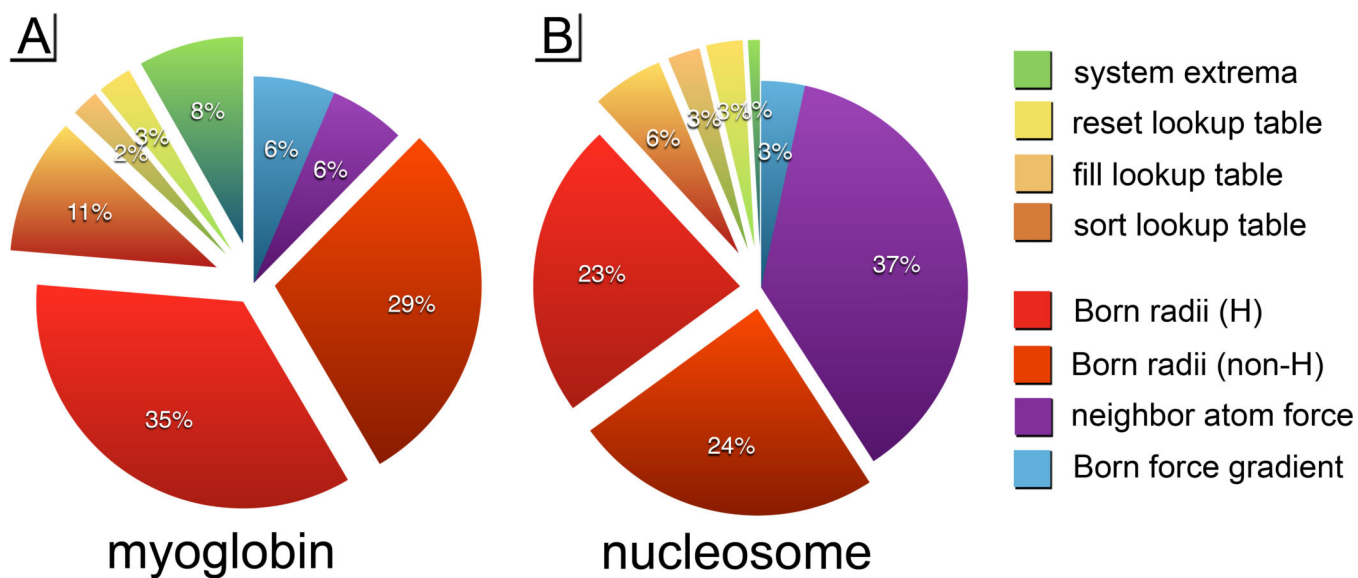 A
8%
3%
2%
11%
6%
6%
29%
35%
myoglobin
B
1%
3%
3%
6%
3%
37%
23%
24%
nucleosome
system extrema
reset lookup table
fill lookup table
sort lookup table
Born radii (H)
Born radii (non-H)
neighbor atom force
Born force gradient